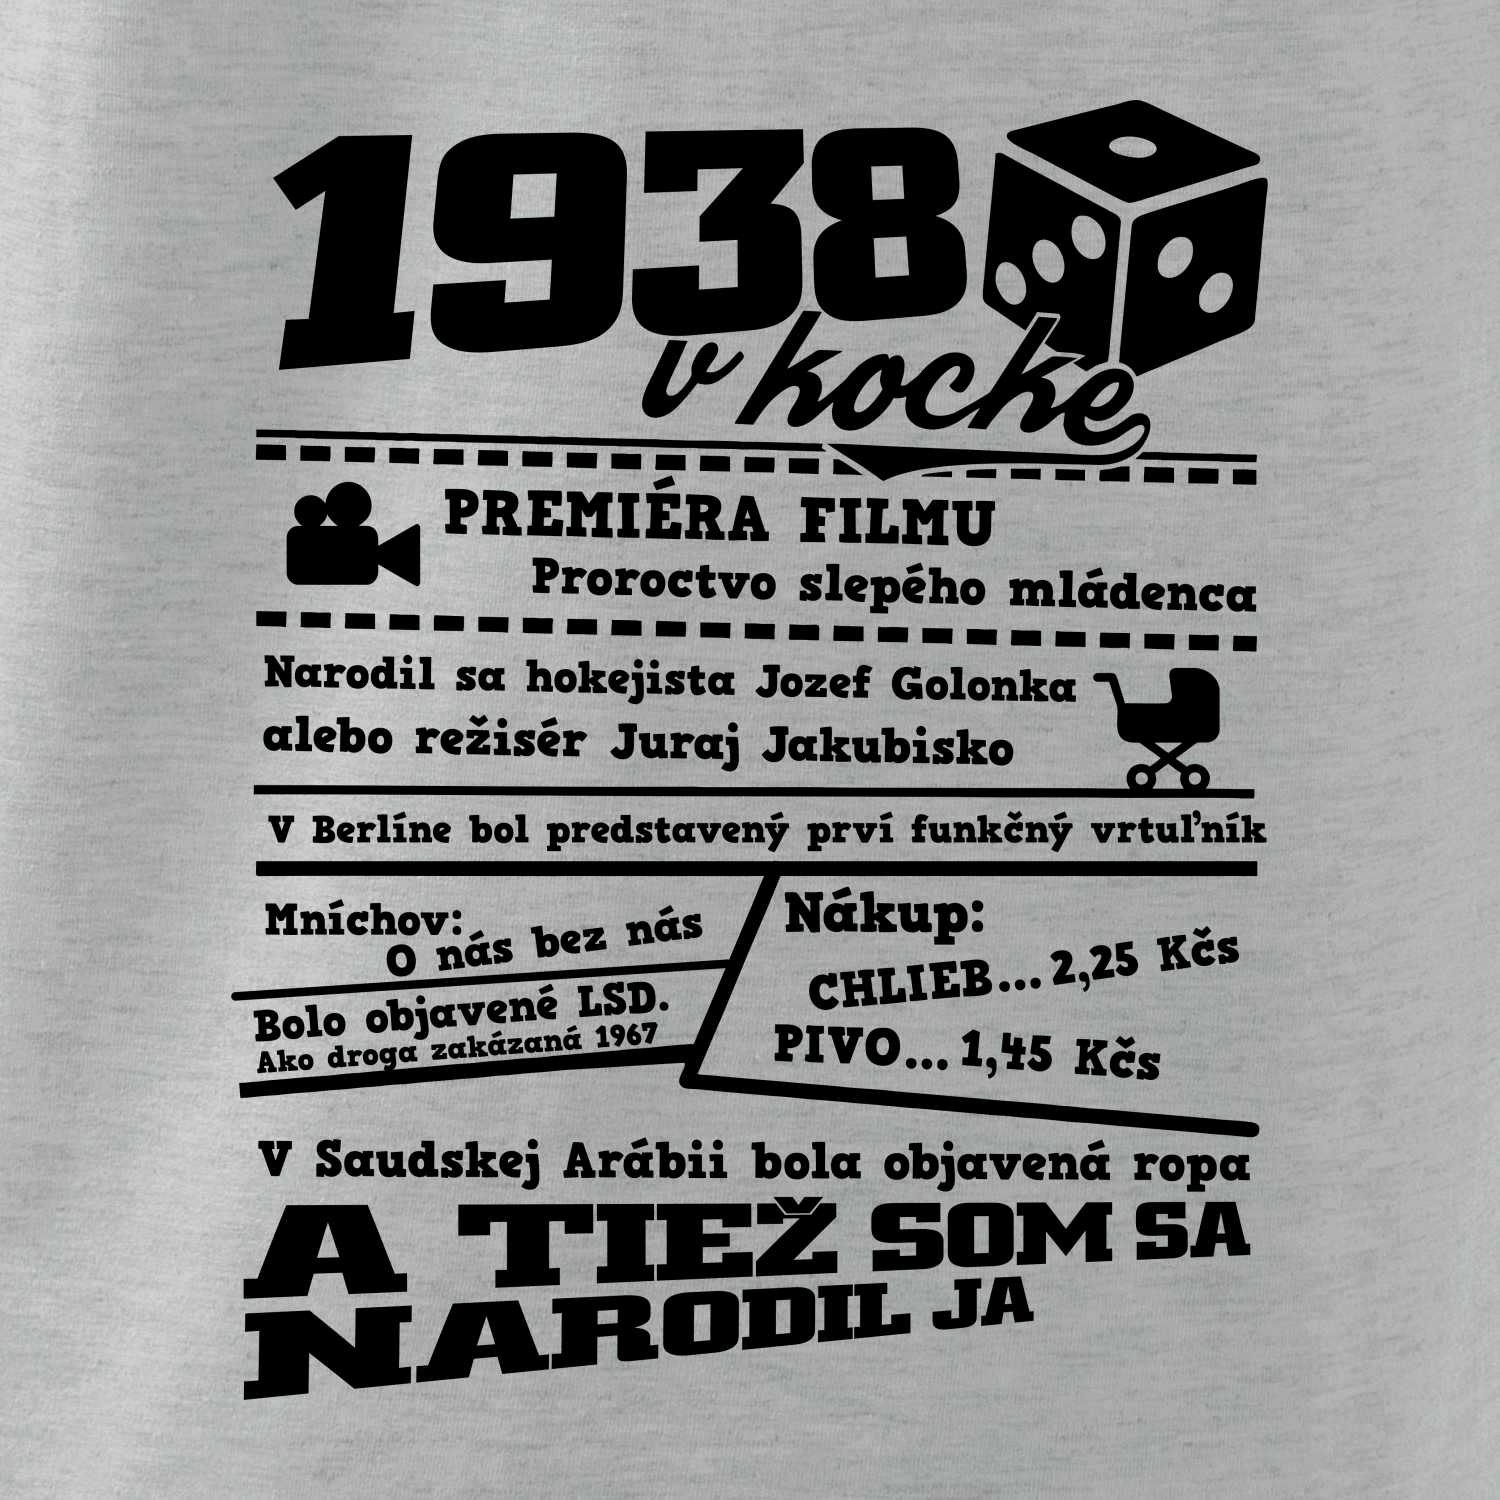 1938
v kocke
PREMIÉRA FILMU
Proroctvo slepého mládenca
Narodil sa hokejista Jozef Golonka
alebo režisér Juraj Jakubisko
V Berlíne bol predstavený prví funkčný vrtuľník
Mníchov:
O nás bez nás
Bolo objavené LSD.
Ako droga zakázaná 1967
Nákup:
CHLIEB...2,25 Kčs
PIVO...1,45 Kčs
V Saudskej Arábii bola objavená ropa
A TIEŽ SOM SA
NARODIL JA